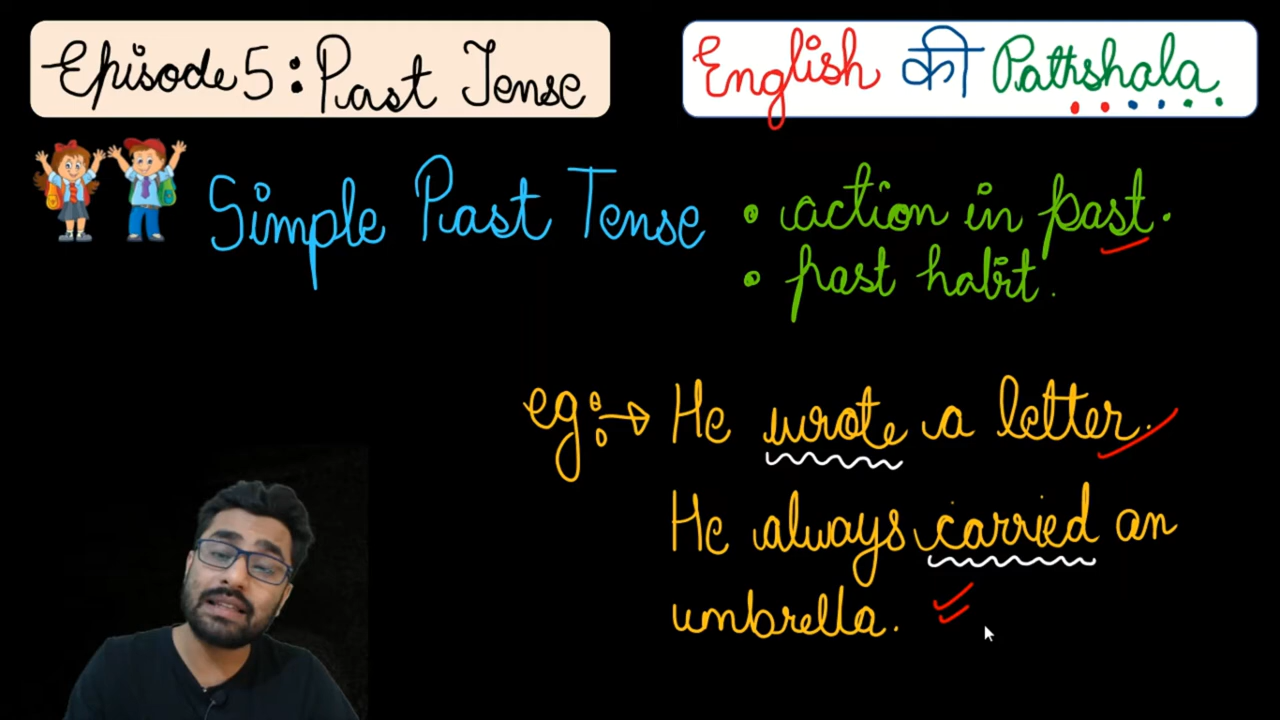 Episode 5 : Past Tense
English की Pathshala
Simple Past Tense
• action in past.
• past habit.
eg: → He wrote a letter.
He always carried an
umbrella.